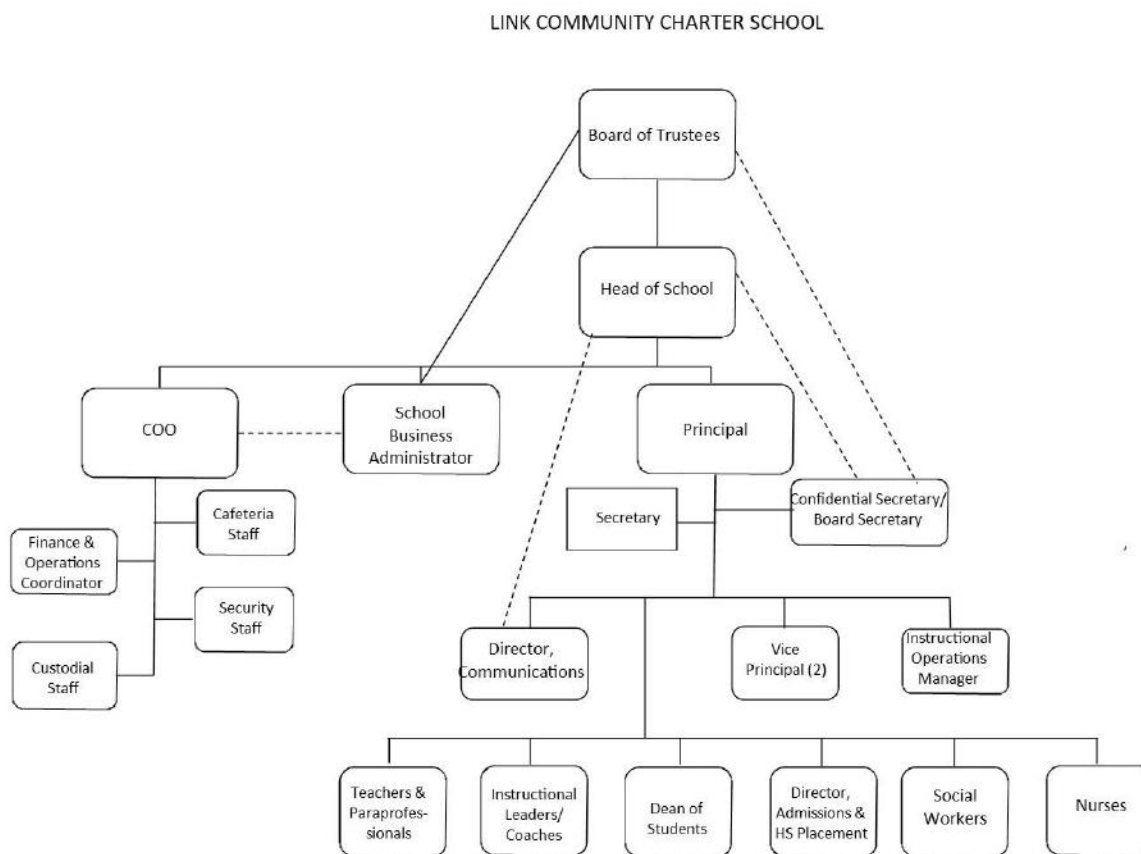 LINK COMMUNITY CHARTER SCHOOL
Board of Trustees
Head of School
COO
School
Business
Administrator
Principal
Secretary
Confidential Secretary/
Board Secretary
Cafeteria
Staff
Finance &
Operations
Coordinator
Security
Staff
Custodial
Staff
Director,
Communications
Vice
Principal (2)
Instructional
Operations
Manager
Teachers &
Paraprofes-
sionals
Instructional
Leaders/
Coaches
Dean of
Students
Director,
Admissions &
HS Placement
Social
Workers
Nurses